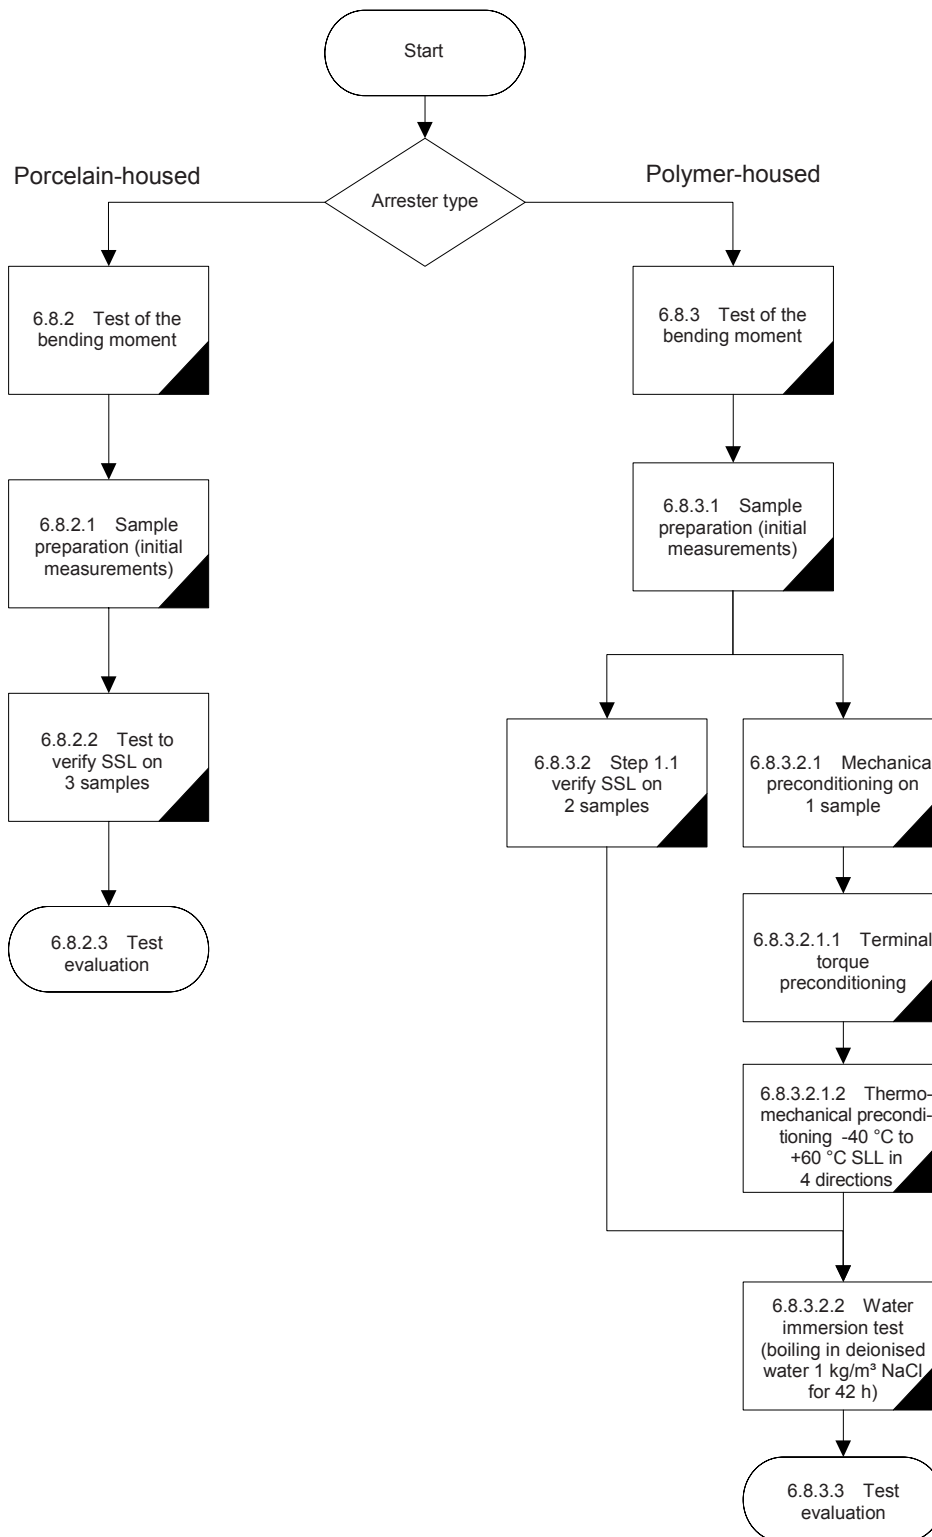 Start
Arrester type
Porcelain-housed
Polymer-housed
6.8.2 Test of the
bending moment
6.8.3 Test of the
bending moment
6.8.2.1 Sample
preparation (initial
measurements)
6.8.3.1 Sample
preparation (initial
measurements)
6.8.2.2 Test to
verify SSL on
3 samples
6.8.3.2 Step 1.1
verify SSL on
2 samples
6.8.3.2.1 Mechanical
preconditioning on
1 sample
6.8.2.3 Test
evaluation
6.8.3.2.1.1 Terminal
torque
preconditioning
6.8.3.2.1.2 Thermo-
mechanical precondi-
tioning -40 °C to
+60 °C SLL in
4 directions
6.8.3.2.2 Water
immersion test
(boiling in deionised
water 1 kg/m³ NaCl
for 42 h)
6.8.3.3 Test
evaluation